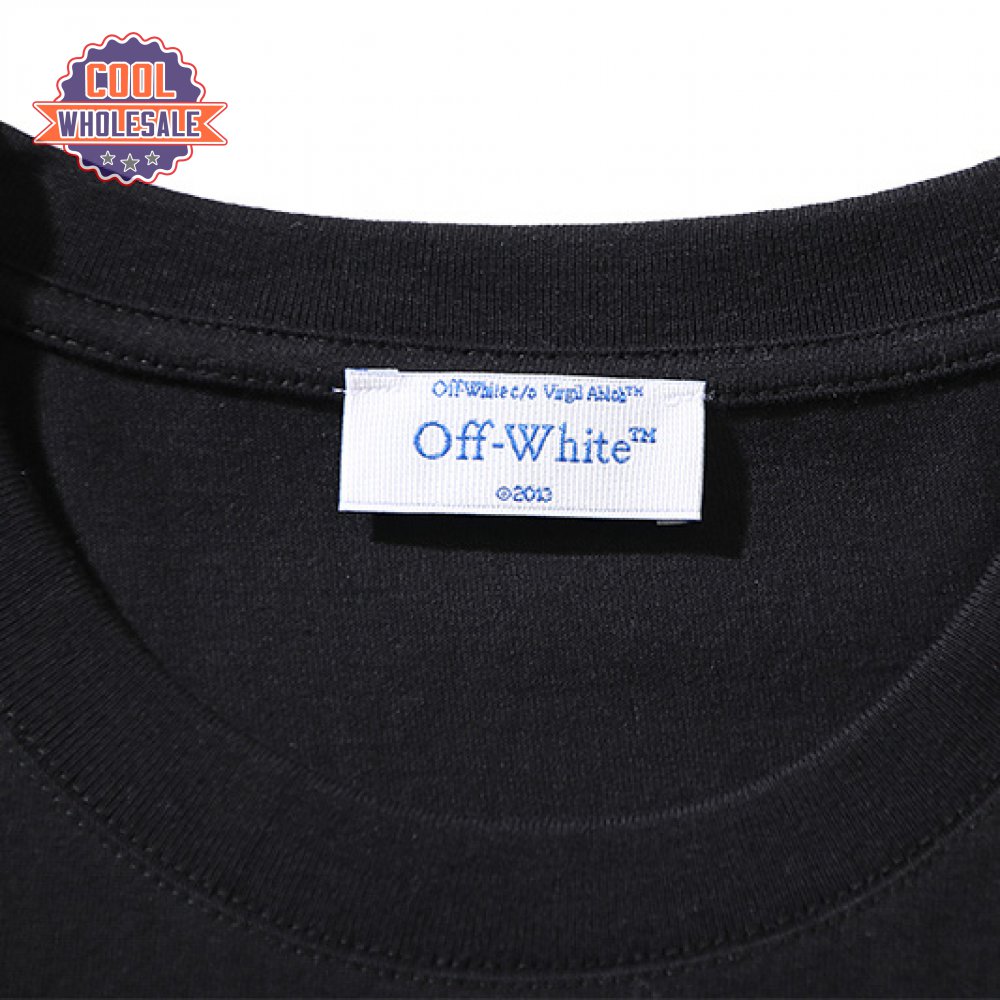 COOL
WHOLESALE
Off-White c/o Virgil Abloh™
Off-White™
©2013